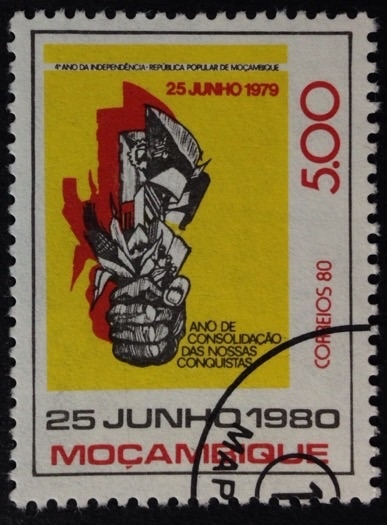 4º ANO DA INDEPENDÊNCIA - REPÚBLICA POPULAR DE MOÇAMBIQUE
25 JUNHO 1979
5.00
CORREIOS 80
ANO DE
CONSOLIDAÇÃO
DAS NOSSAS
CONQUISTAS
25 JUNHO 1980
MOÇAMBIQUE
MAP